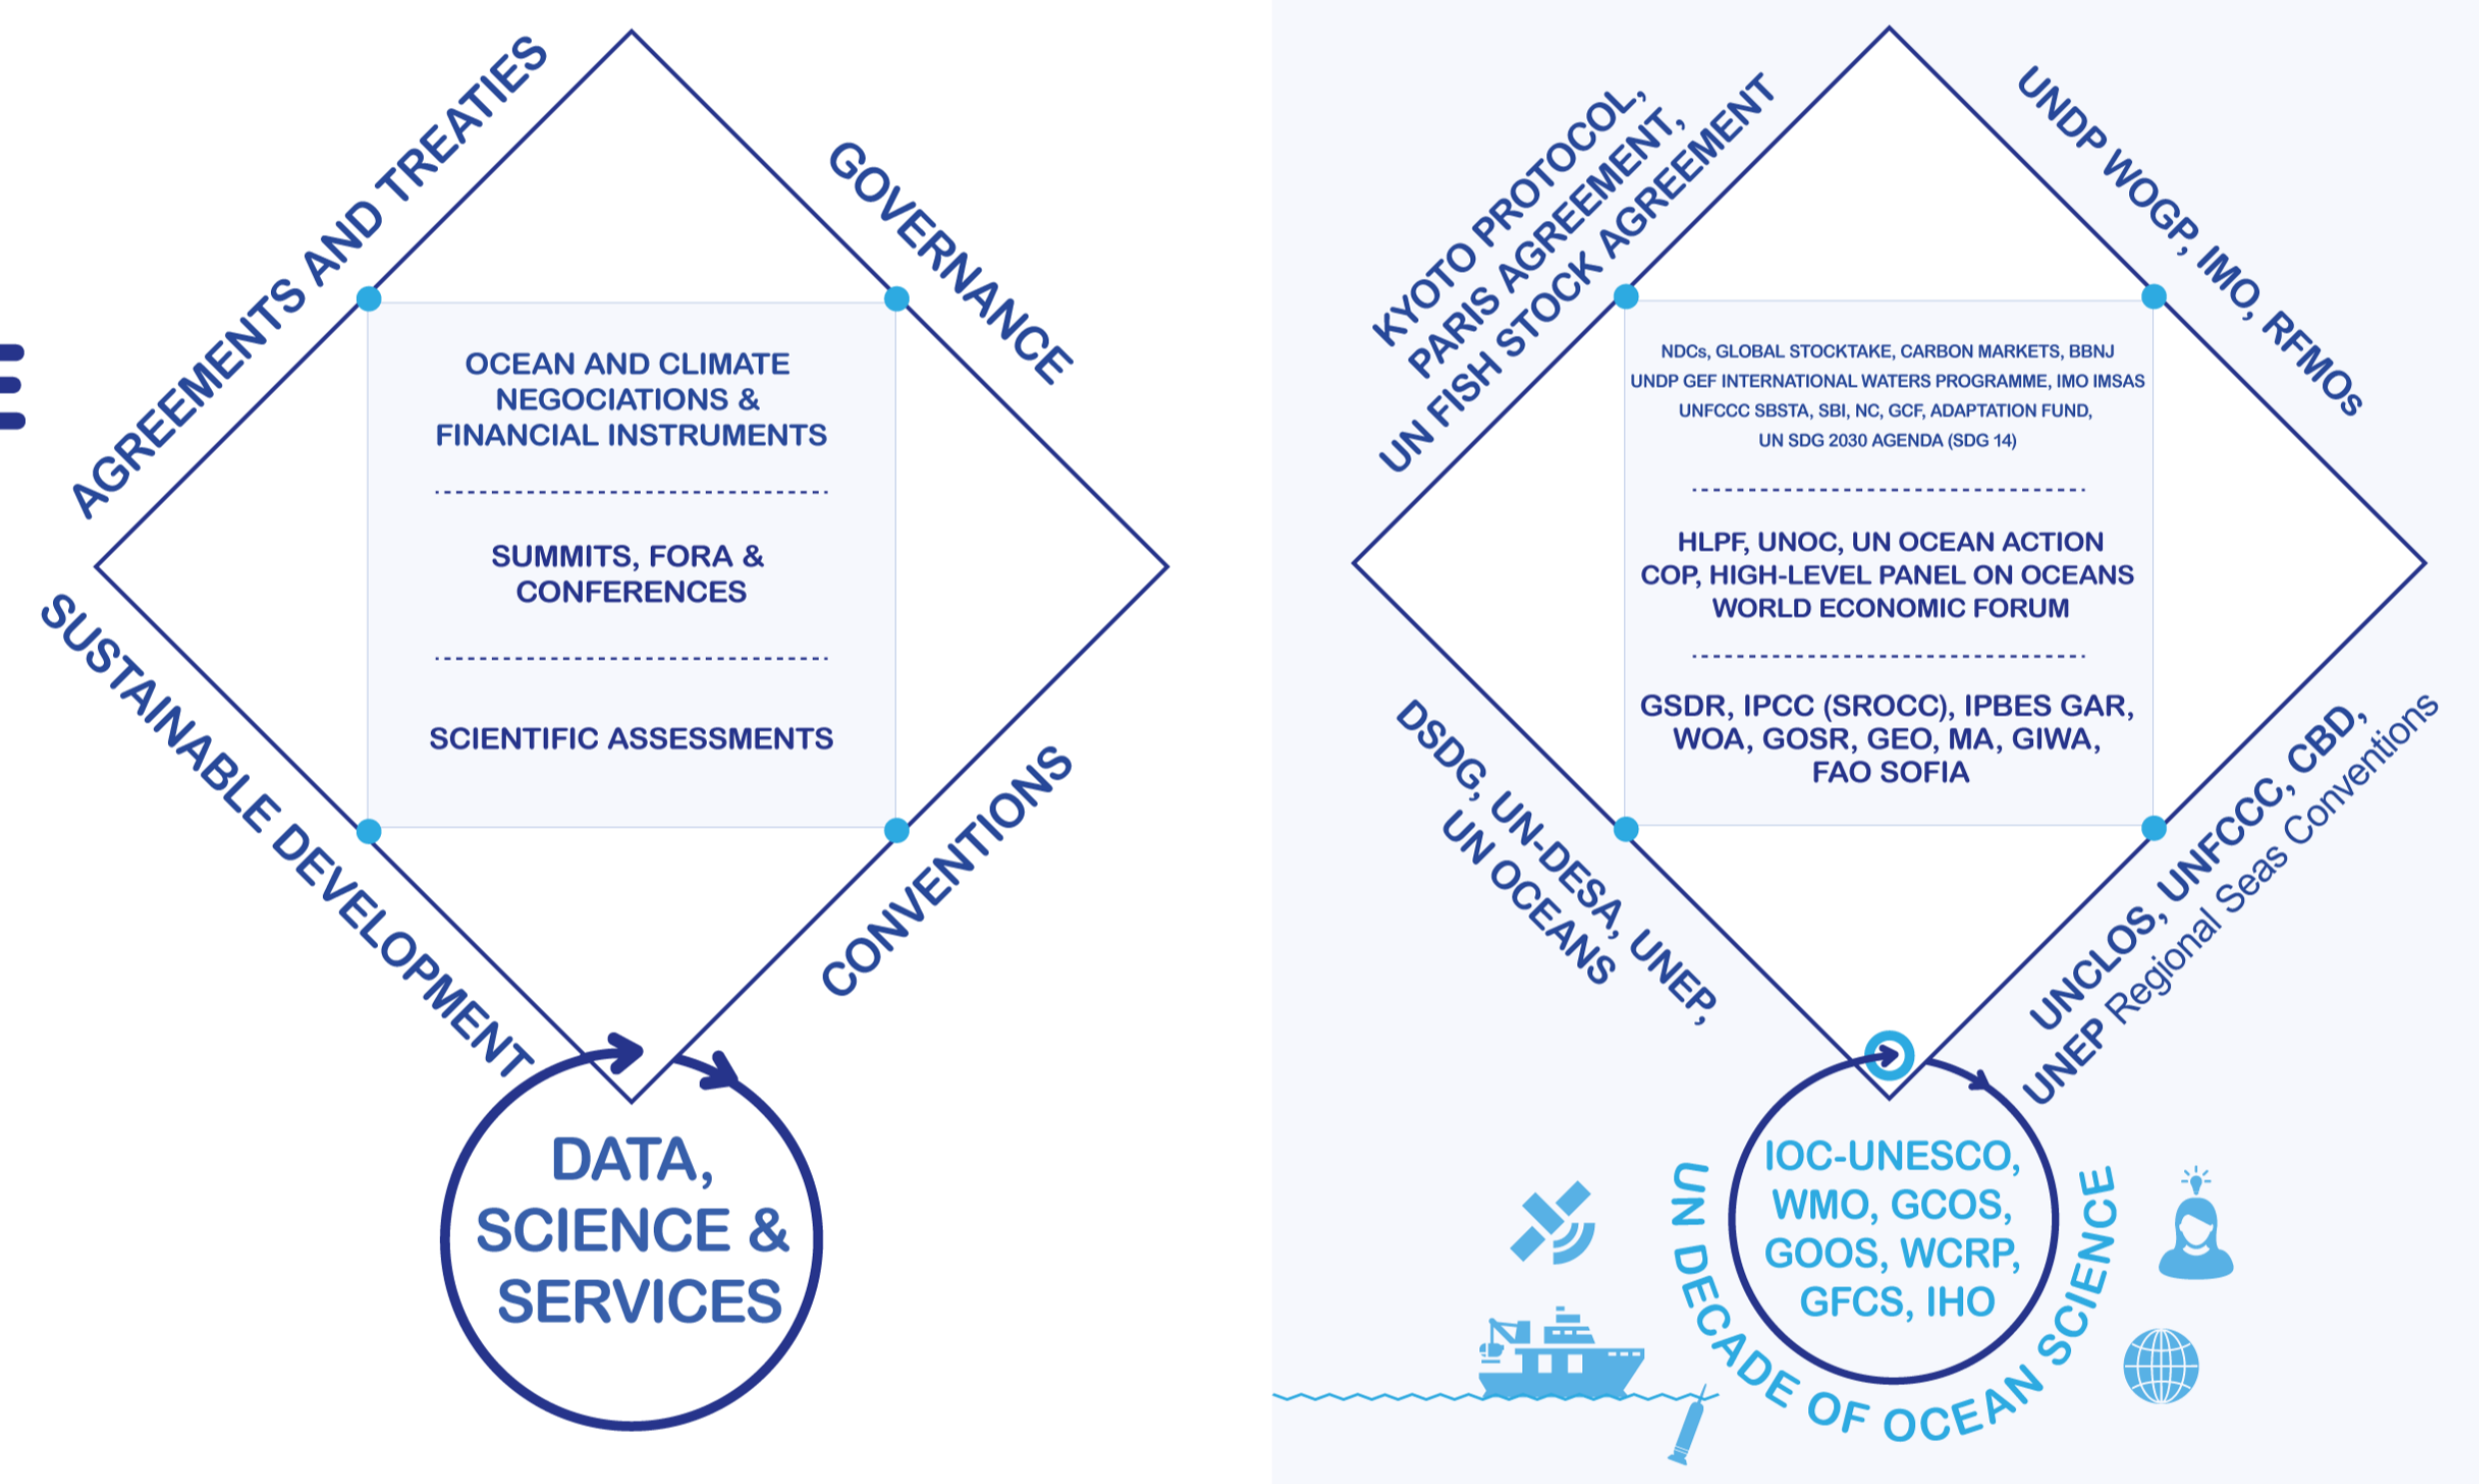 AGREEMENTS AND TREATIES
GOVERNANCE
OCEAN AND CLIMATE
NEGOCIATIONS &
FINANCIAL INSTRUMENTS
SUMMITS, FORA &
CONFERENCES
SCIENTIFIC ASSESSMENTS
SUSTAINABLE DEVELOPMENT
CONVENTIONS
DATA,
SCIENCE &
SERVICES
KYOTO PROTOCOL,
PARIS AGREEMENT,
UN FISH STOCK AGREEMENT
UNDP WOGP, IMO, RFMOs
NDCs, GLOBAL STOCKTAKE, CARBON MARKETS, BBNJ
UNDP GEF INTERNATIONAL WATERS PROGRAMME, IMO IMSAS
UNFCCC SBSTA, SBI, NC, GCF, ADAPTATION FUND,
UN SDG 2030 AGENDA (SDG 14)
HLPF, UNOC, UN OCEAN ACTION
COP, HIGH-LEVEL PANEL ON OCEANS
WORLD ECONOMIC FORUM
GSDR, IPCC (SROCC), IPBES GAR,
WOA, GOSR, GEO, MA, GIWA,
FAO SOFIA
DSDG, UN-DESA, UNEP,
UN OCEANS
UNCLOS, UNFCCC, CBD,
UNEP Regional Seas Conventions
IOC-UNESCO,
WMO, GCOS,
GOOS, WCRP,
GFCS, IHO
UN DECADE OF OCEAN SCIENCE